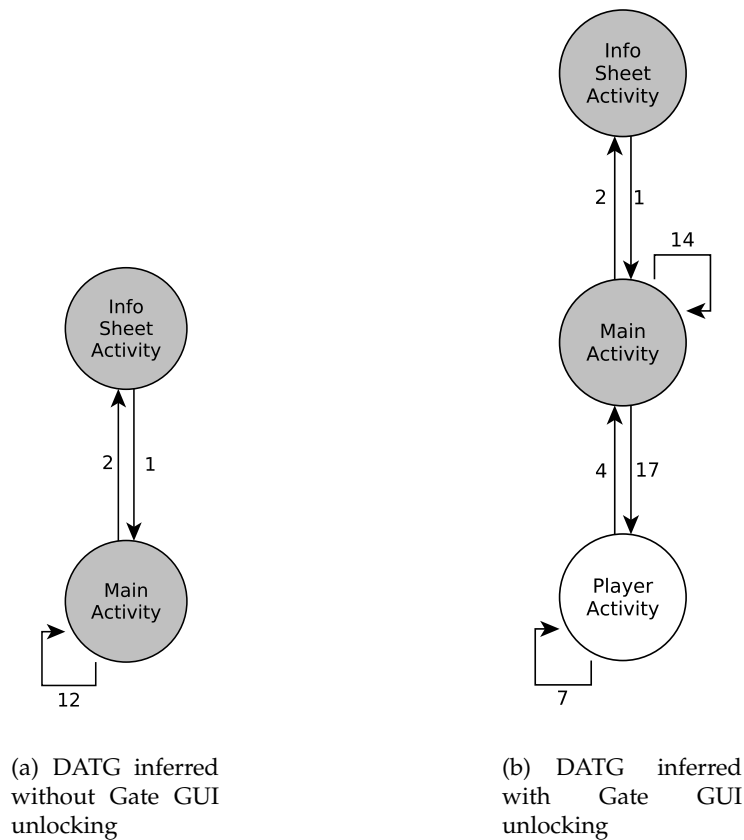 Info
Sheet
Activity
2 1
Main
Activity
12
(a) DATG inferred
without Gate GUI
unlocking
Info
Sheet
Activity
2 1
14
Main
Activity
4 17
Player
Activity
7
(b) DATG inferred
with Gate GUI
unlocking